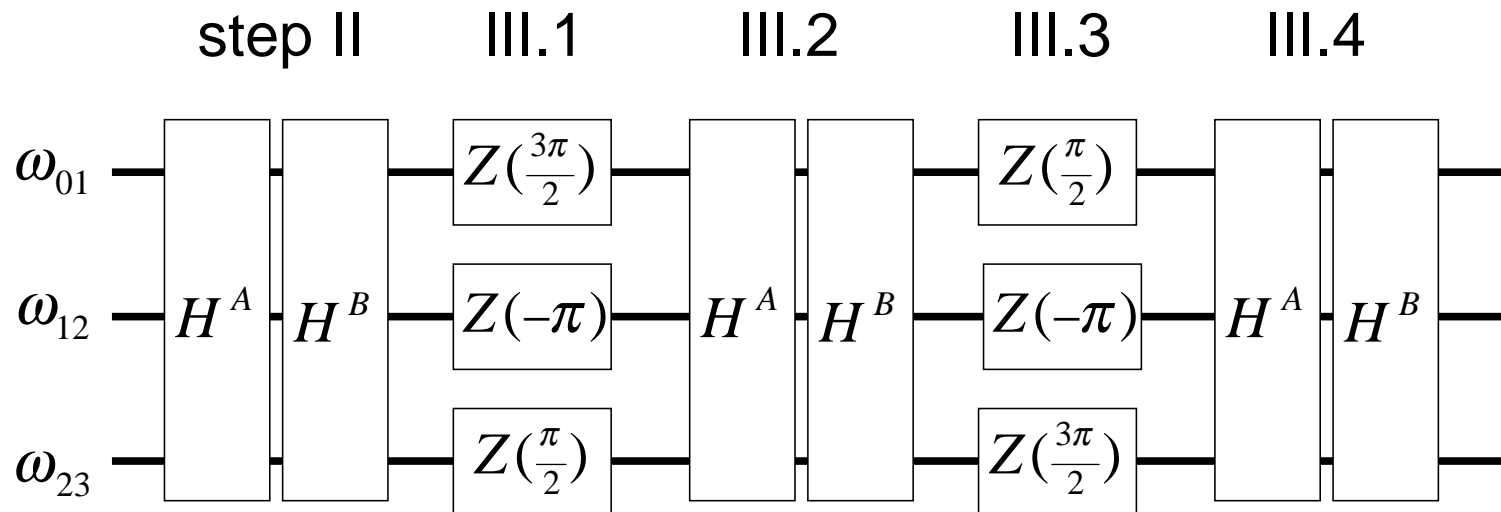 step II III.1 III.2 III.3 III.4
ω₀₁ Z(3π/2) Z(π/2)
ω₁₂ H^A H^B Z(−π) H^A H^B Z(−π) H^A H^B
ω₂₃ Z(π/2) Z(3π/2)